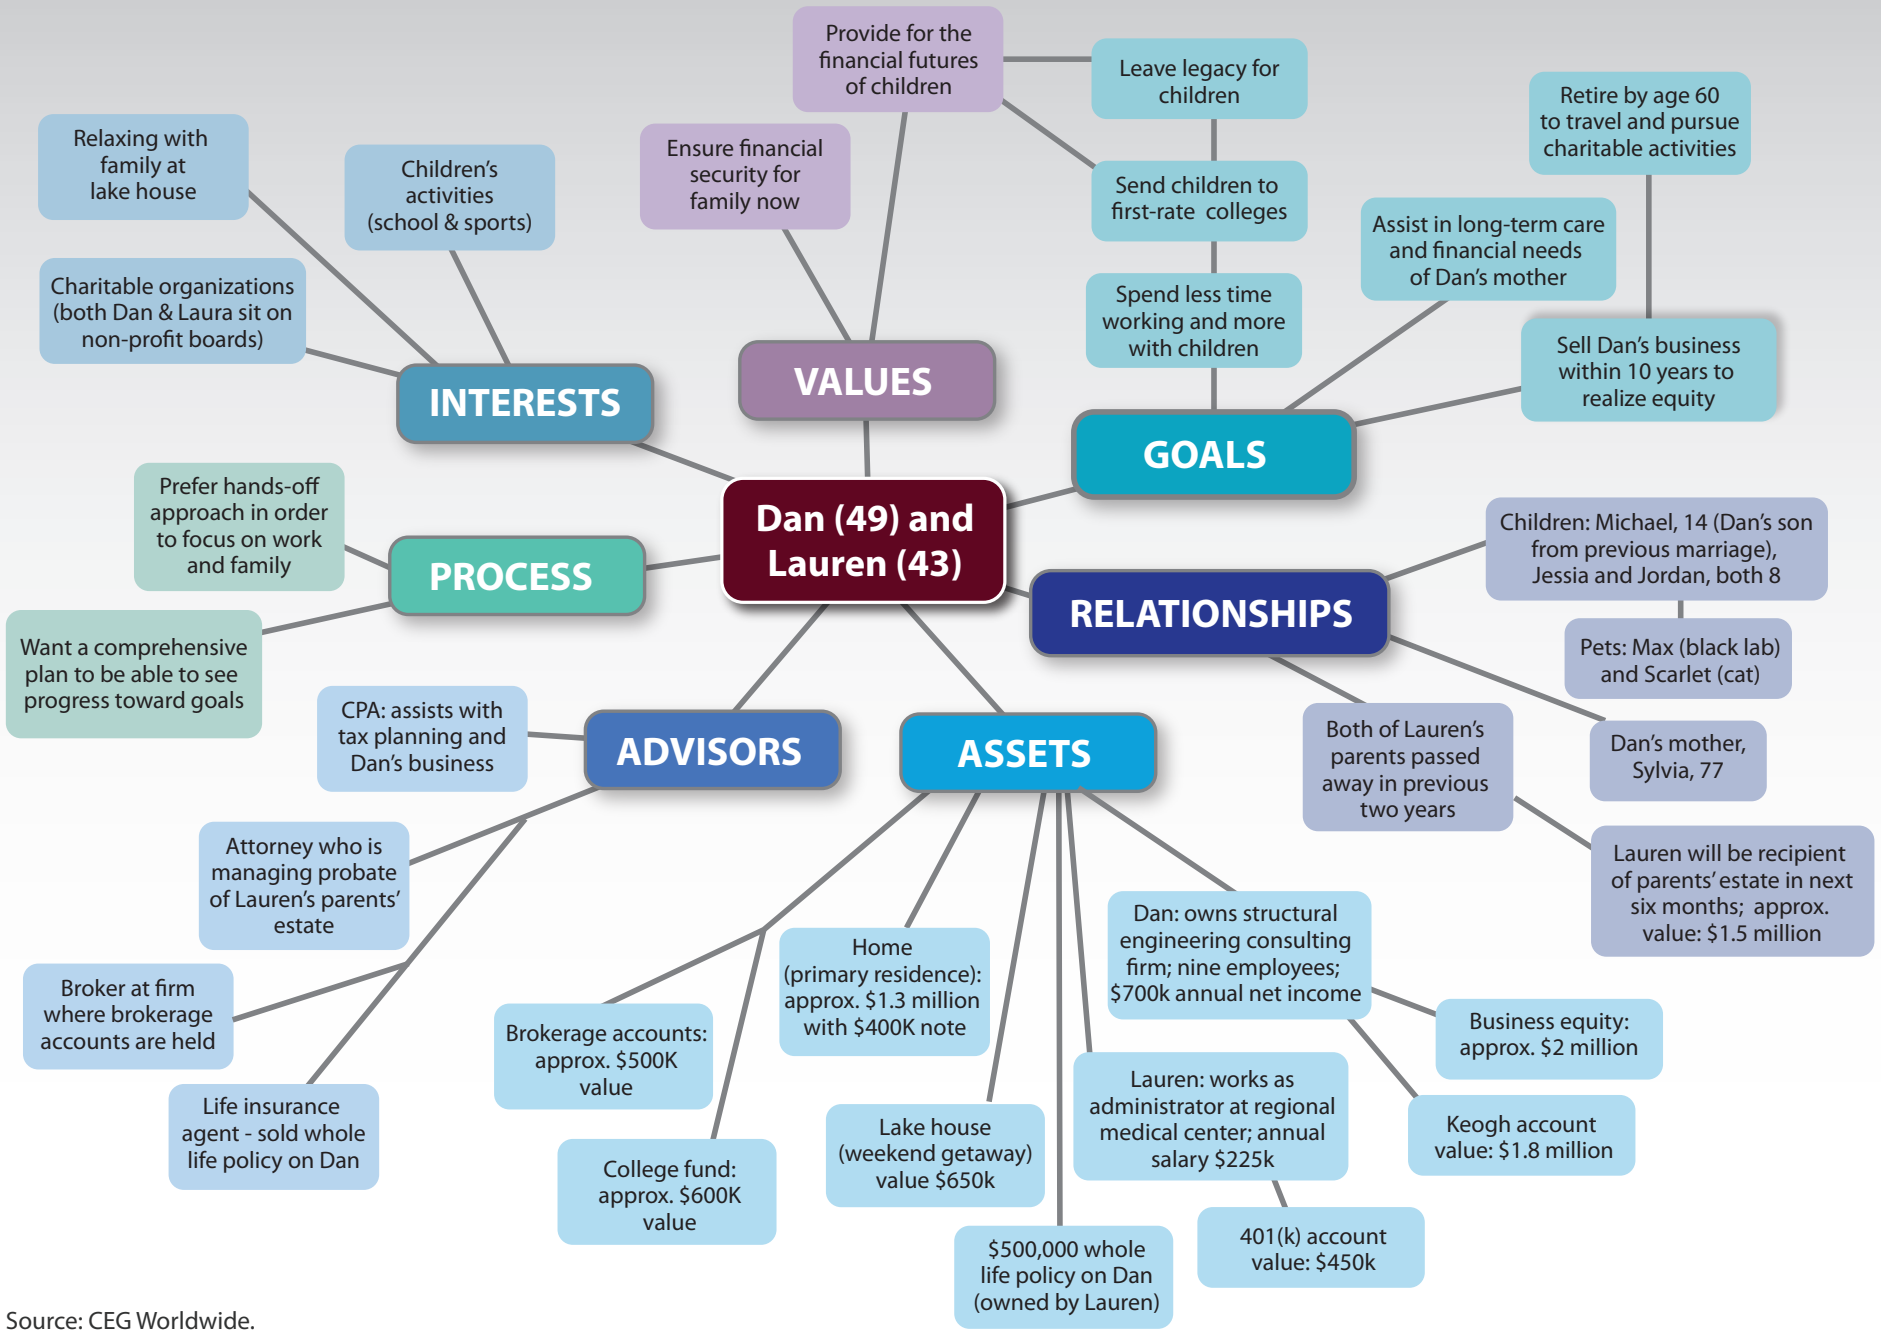 Provide for the
financial futures
of children
Leave legacy for
children
Retire by age 60
to travel and pursue
charitable activities
Relaxing with
family at
lake house
Children's
activities
(school & sports)
Ensure financial
security for
family now
Send children to
first-rate colleges
Assist in long-term care
and financial needs
of Dan's mother
Charitable organizations
(both Dan & Laura sit on
non-profit boards)
Spend less time
working and more
with children
Sell Dan's business
within 10 years to
realize equity
INTERESTS
VALUES
GOALS
Prefer hands-off
approach in order
to focus on work
and family
Dan (49) and
Lauren (43)
PROCESS
RELATIONSHIPS
Children: Michael, 14 (Dan's son
from previous marriage),
Jessia and Jordan, both 8
Want a comprehensive
plan to be able to see
progress toward goals
Pets: Max (black lab)
and Scarlet (cat)
CPA: assists with
tax planning and
Dan's business
ADVISORS
ASSETS
Both of Lauren's
parents passed
away in previous
two years
Dan's mother,
Sylvia, 77
Attorney who is
managing probate
of Lauren's parents'
estate
Lauren will be recipient
of parents' estate in next
six months; approx.
value: $1.5 million
Broker at firm
where brokerage
accounts are held
Life insurance
agent - sold whole
life policy on Dan
Brokerage accounts:
approx. $500K
value
College fund:
approx. $600K
value
Home
(primary residence):
approx. $1.3 million
with $400K note
Lake house
(weekend getaway)
value $650k
$500,000 whole
life policy on Dan
(owned by Lauren)
Lauren: works as
administrator at regional
medical center; annual
salary $225k
401(k) account
value: $450k
Dan: owns structural
engineering consulting
firm; nine employees;
$700k annual net income
Business equity:
approx. $2 million
Keogh account
value: $1.8 million
Source: CEG Worldwide.